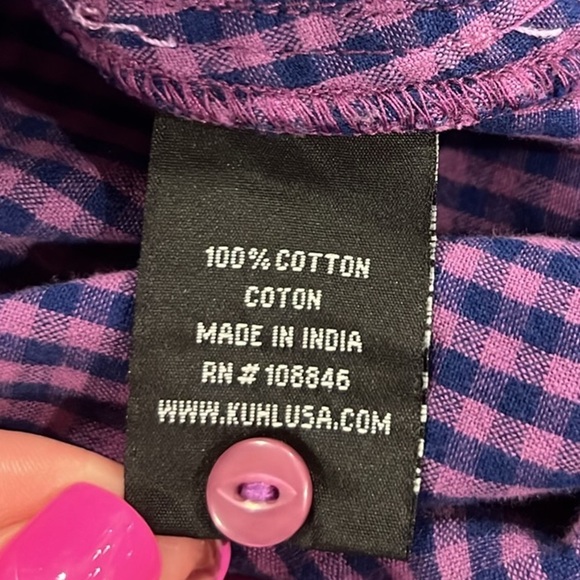 100% COTTON
COTON
MADE IN INDIA
RN # 108846
WWW.KUHLUSA.COM